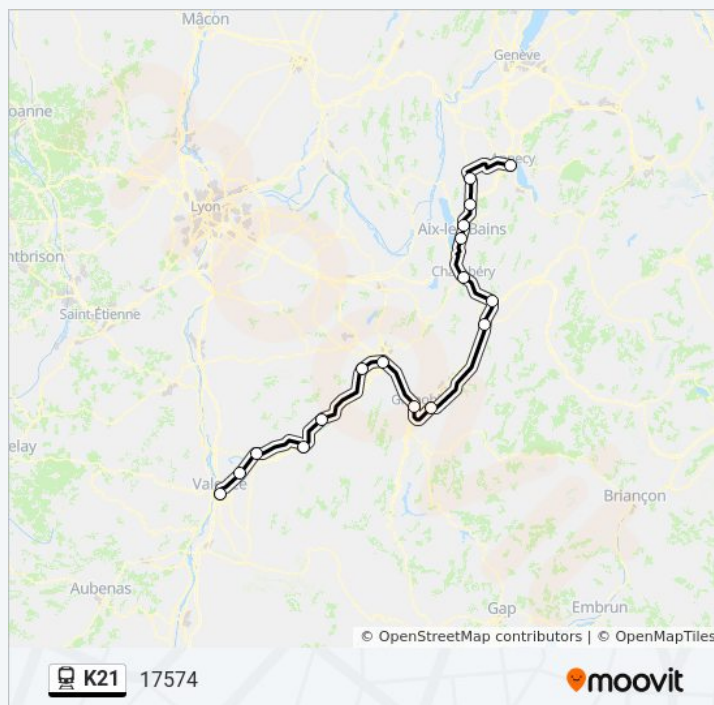 Mâcon
Genève
oanne
Annecy
Lyon
Aix-les-Bains
ntbrison
Chambéry
Saint-Étienne
Grenoble
elay
Valence
Briançon
Aubenas
Gap
Embrun
© OpenStreetMap contributors | © OpenMapTiles
K21 17574 moovit